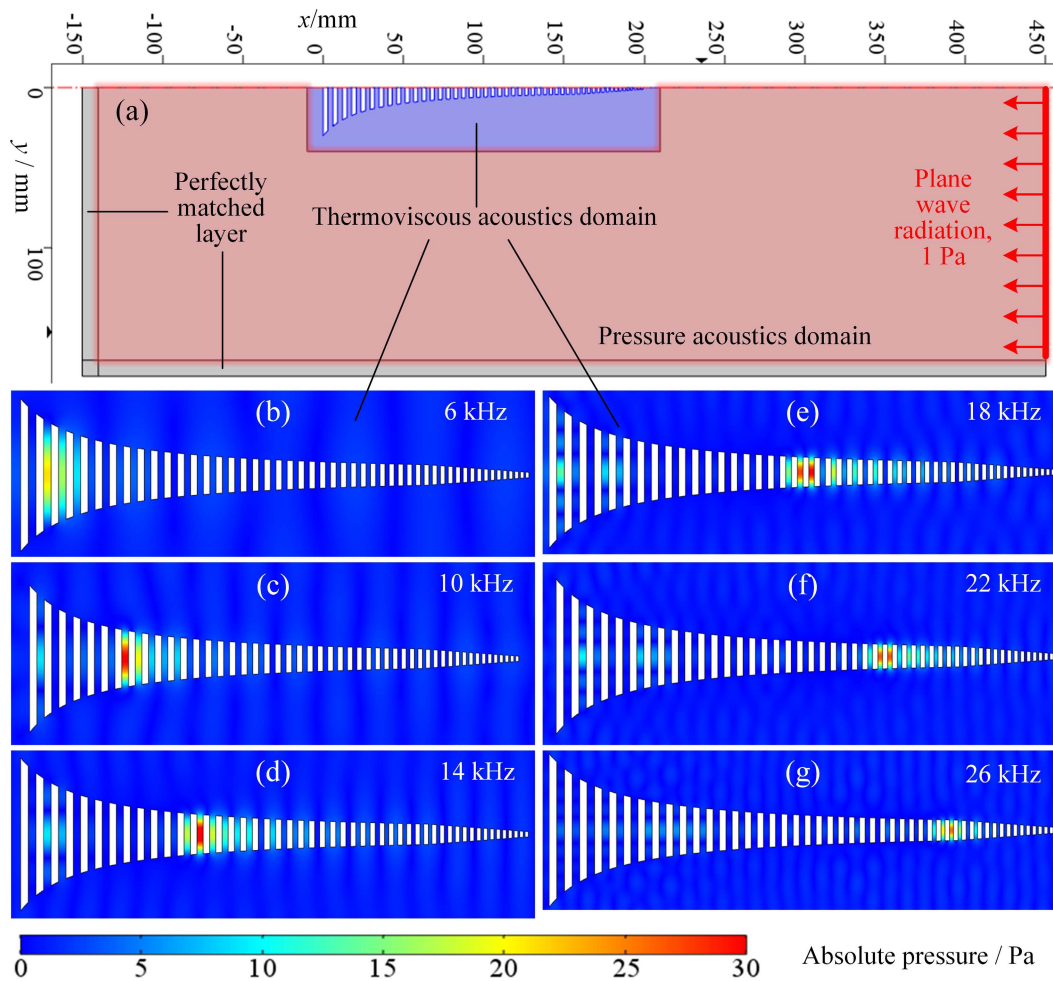 x/mm
-150 -100 -50 0 50 100 150 200 250 300 350 400 450
0
100
y / mm
(a)
Perfectly
matched
layer
Thermoviscous acoustics domain
Plane
wave
radiation,
1 Pa
Pressure acoustics domain
(b) 6 kHz
(c) 10 kHz
(d) 14 kHz
(e) 18 kHz
(f) 22 kHz
(g) 26 kHz
0 5 10 15 20 25 30
Absolute pressure / Pa